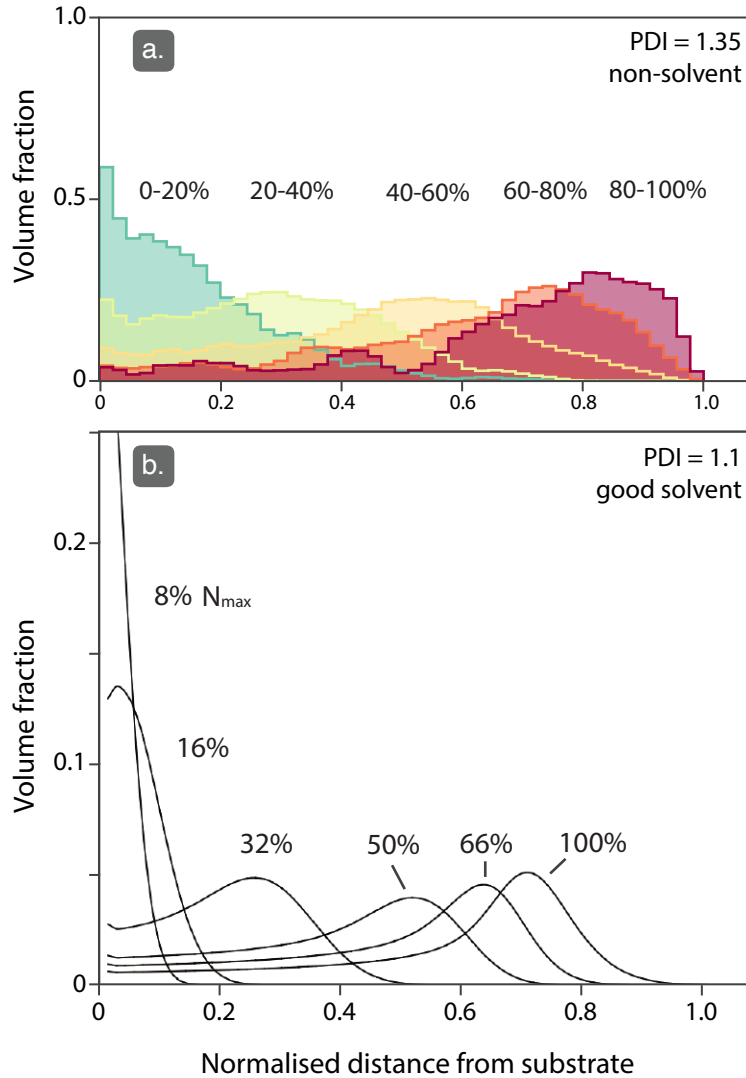 1.0
a.
PDI = 1.35
non-solvent
Volume fraction
0.5
0-20%
20-40%
40-60%
60-80%
80-100%
0
0
0.2
0.4
0.6
0.8
1.0
b.
PDI = 1.1
good solvent
0.2
8% Nmax
Volume fraction
16%
0.1
32%
50%
66%
100%
0
0
0.2
0.4
0.6
0.8
1.0
Normalised distance from substrate